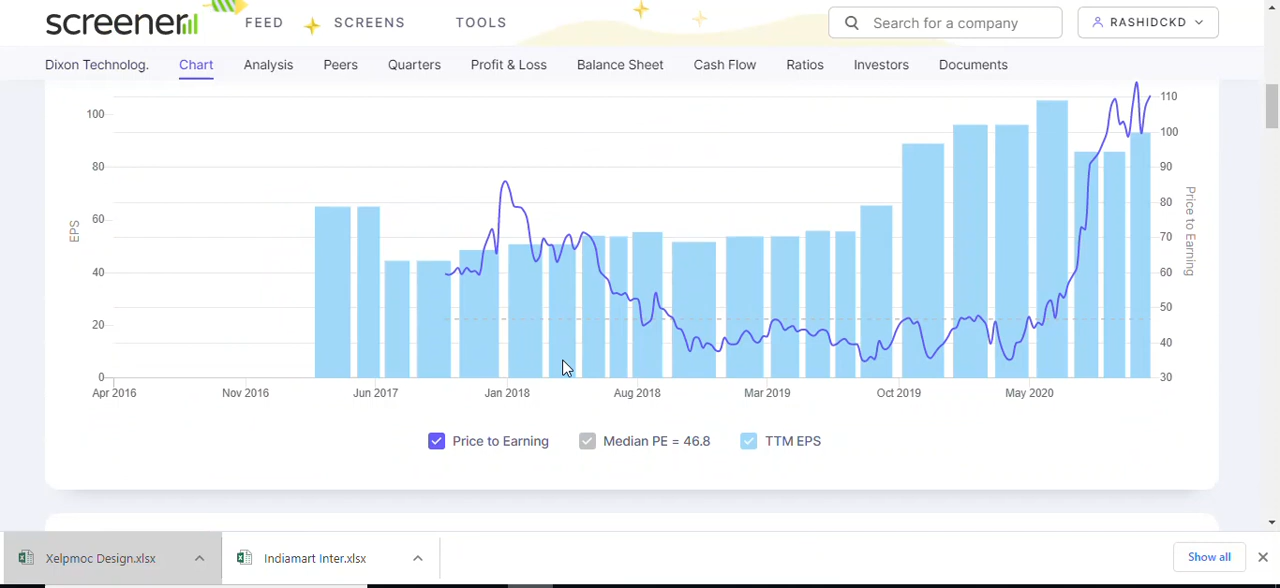 screener FEED SCREENS TOOLS Search for a company RASHIDCKD
Dixon Technolog. Chart Analysis Peers Quarters Profit & Loss Balance Sheet Cash Flow Ratios Investors Documents
100 110
100
80 90
80
60 70
40 60
50
20 40
0 30
EPS
Price to Earning
Apr 2016 Nov 2016 Jun 2017 Jan 2018 Aug 2018 Mar 2019 Oct 2019 May 2020
Price to Earning Median PE = 46.8 TTM EPS
Xelpmoc Design.xlsx Indiamart Inter.xlsx Show all